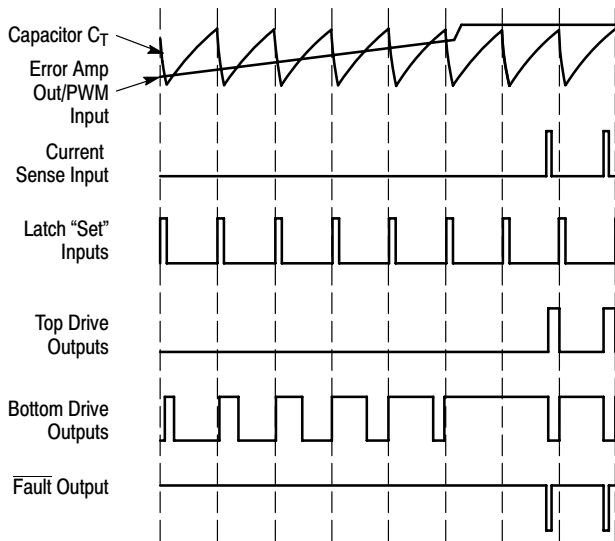 Capacitor CT
Error Amp
Out/PWM
Input
Current
Sense Input
Latch “Set”
Inputs
Top Drive
Outputs
Bottom Drive
Outputs
Fault Output